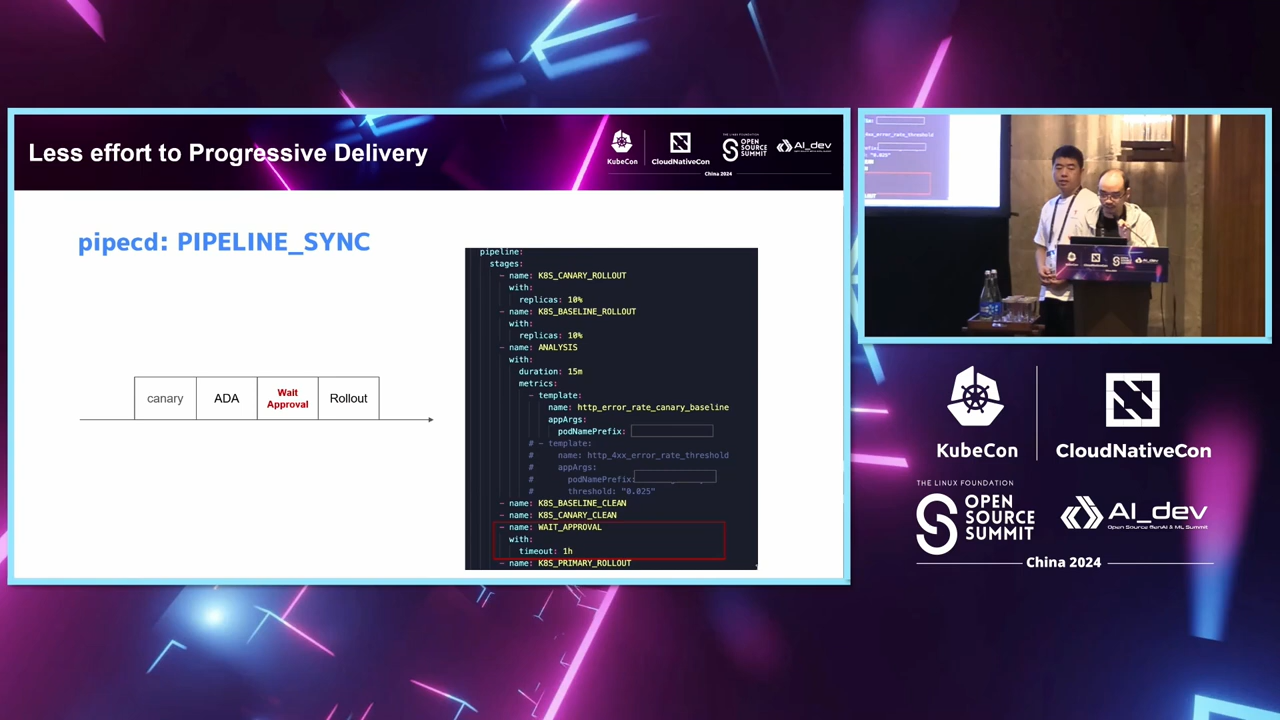 Less effort to Progressive Delivery
KubeCon
CloudNativeCon
THE LINUX FOUNDATION
OPEN SOURCE SUMMIT
AI_dev
China 2024
pipecd: PIPELINE_SYNC
canary
ADA
Wait Approval
Rollout
pipeline:
stages:
- name: K8S_CANARY_ROLLOUT
with:
replicas: 10%
- name: K8S_BASELINE_ROLLOUT
with:
replicas: 10%
- name: ANALYSIS
with:
duration: 15m
metrics:
- template:
name: http_error_rate_canary_baseline
appArgs:
podNamePrefix:
# - template:
# name: http_4xx_error_rate_threshold
# appArgs:
# podNamePrefix:
# threshold: "0.025"
- name: K8S_BASELINE_CLEAN
- name: K8S_CANARY_CLEAN
- name: WAIT_APPROVAL
with:
timeout: 1h
- name: K8S_PRIMARY_ROLLOUT
KubeCon
CloudNativeCon
THE LINUX FOUNDATION
OPEN
SOURCE
SUMMIT
AI_dev
Open Source GenAI & ML Summit
China 2024